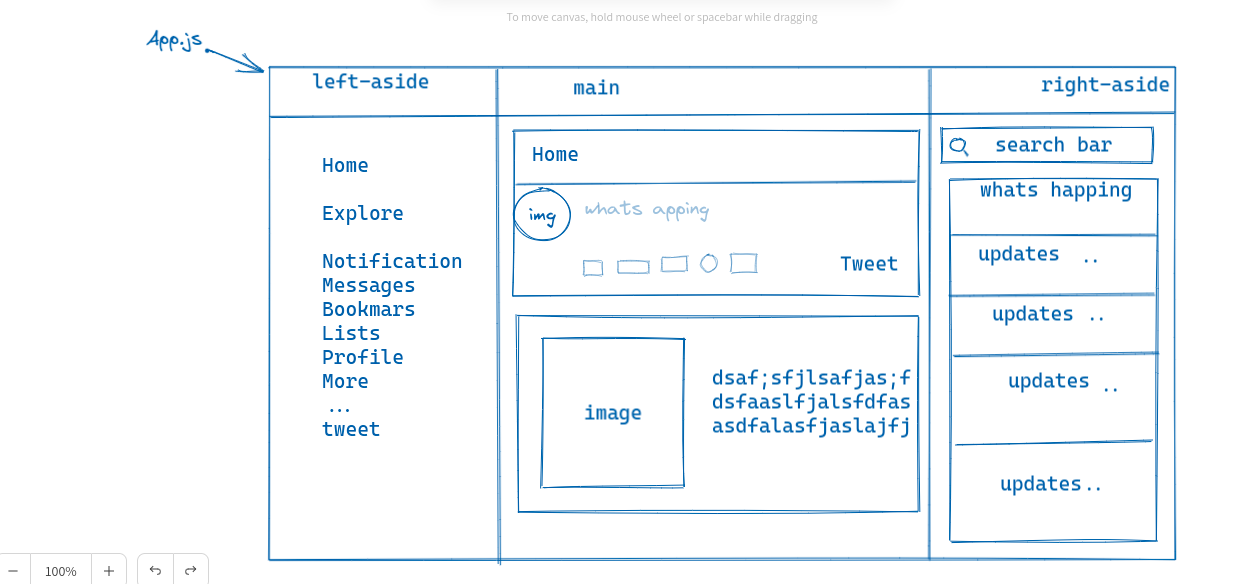 To move canvas, hold mouse wheel or spacebar while dragging
App.js
left-aside
main
right-aside
Home
Explore
Notification
Messages
Bookmars
Lists
Profile
More
...
tweet
Home
img
whats apping
Tweet
image
dsaf;sfjlsafjas;f
dsfaaslfjalsfdfas
asdfalasfjaslajfj
search bar
whats happing
updates ..
updates ..
updates ..
updates..
100%